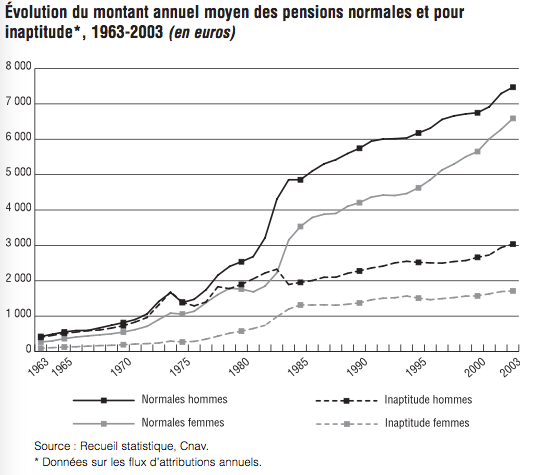 Évolution du montant annuel moyen des pensions normales et pour
inaptitude*, 1963-2003 (en euros)
8 000
7 000
6 000
5 000
4 000
3 000
2 000
1 000
0
1963 1965 1970 1975 1980 1985 1990 1995 2000 2003
Normales hommes Inaptitude hommes
Normales femmes Inaptitude femmes
Source : Recueil statistique, Cnav.
* Données sur les flux d'attributions annuels.